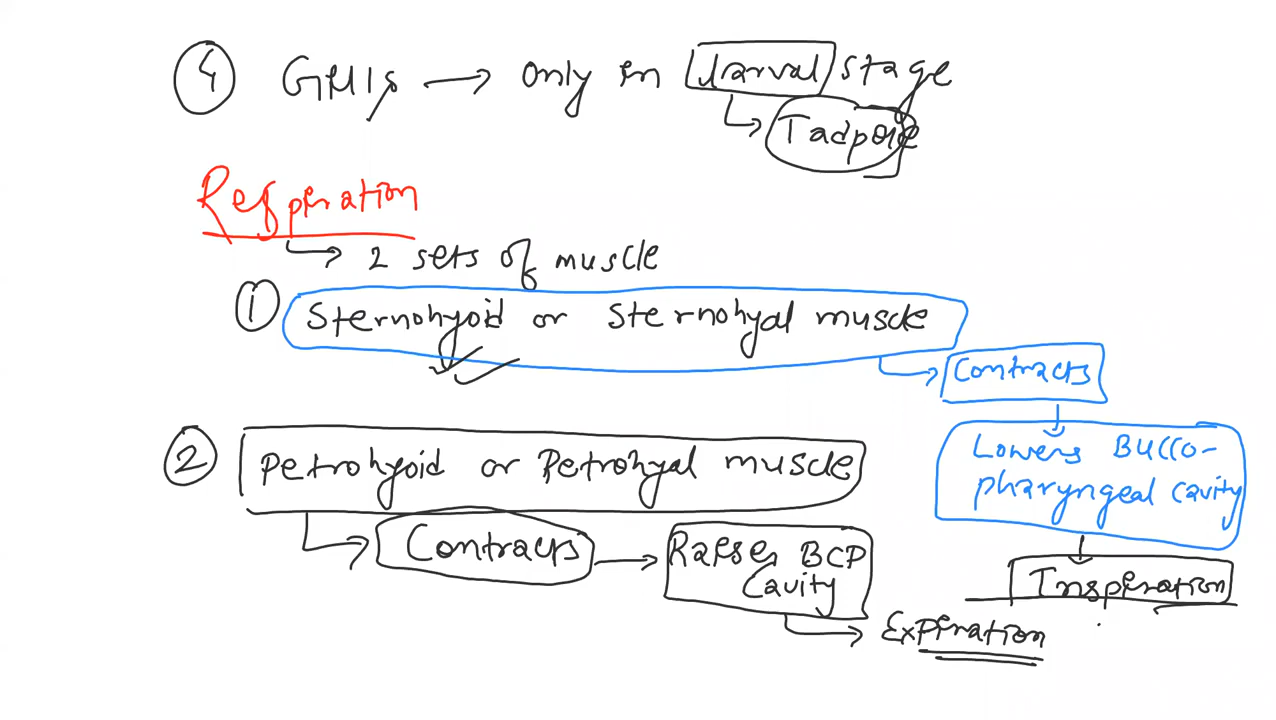 4 Gills → only in larval stage
↳ Tadpole
Respiration
↳ 2 sets of muscle
1 Sternohyoid or Sternohyal muscle
↳ Contracts
↓
Lowers Bucco-
pharyngeal cavity
↓
Inspiration
2 Petrohyoid or Petrohyal muscle
↳ Contracts → Raises BCP
Cavity
↳ Expiration